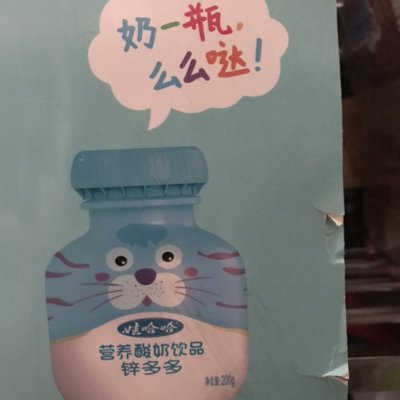 奶一瓶,
么么哒!
娃哈哈
营养酸奶饮品
锌多多
净含量:200g